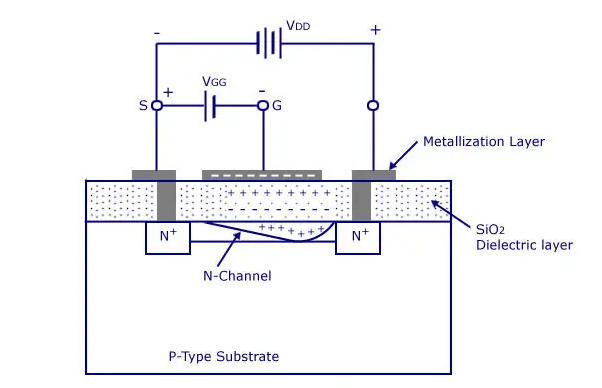 - VDD +
VGG
S + - G
Metallization Layer
+ + + + + + + + +
- - - - - - - - -
SiO2
Dielectric layer
N+ N+
+++++++++
N-Channel
P-Type Substrate